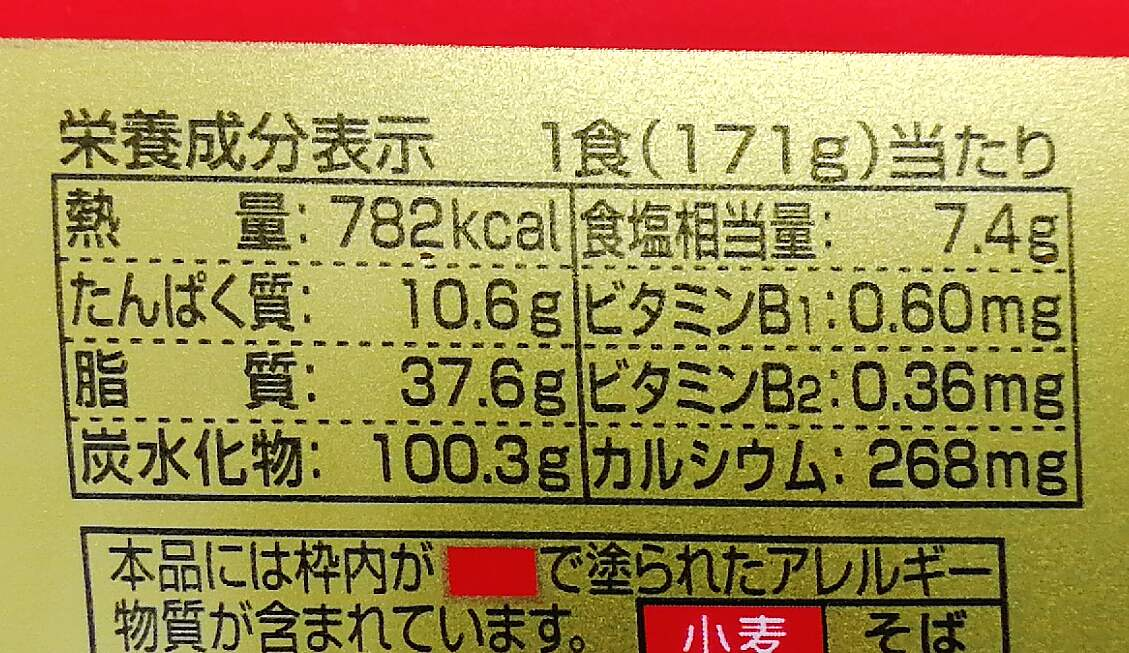 栄養成分表示 1食(171g)当たり
熱量: 782kcal 食塩相当量: 7.4g
たんぱく質: 10.6g ビタミンB1:0.60mg
脂質: 37.6g ビタミンB2:0.36mg
炭水化物: 100.3g カルシウム: 268mg
本品には枠内が で塗られたアレルギー
物質が含まれています。 小麦 そば